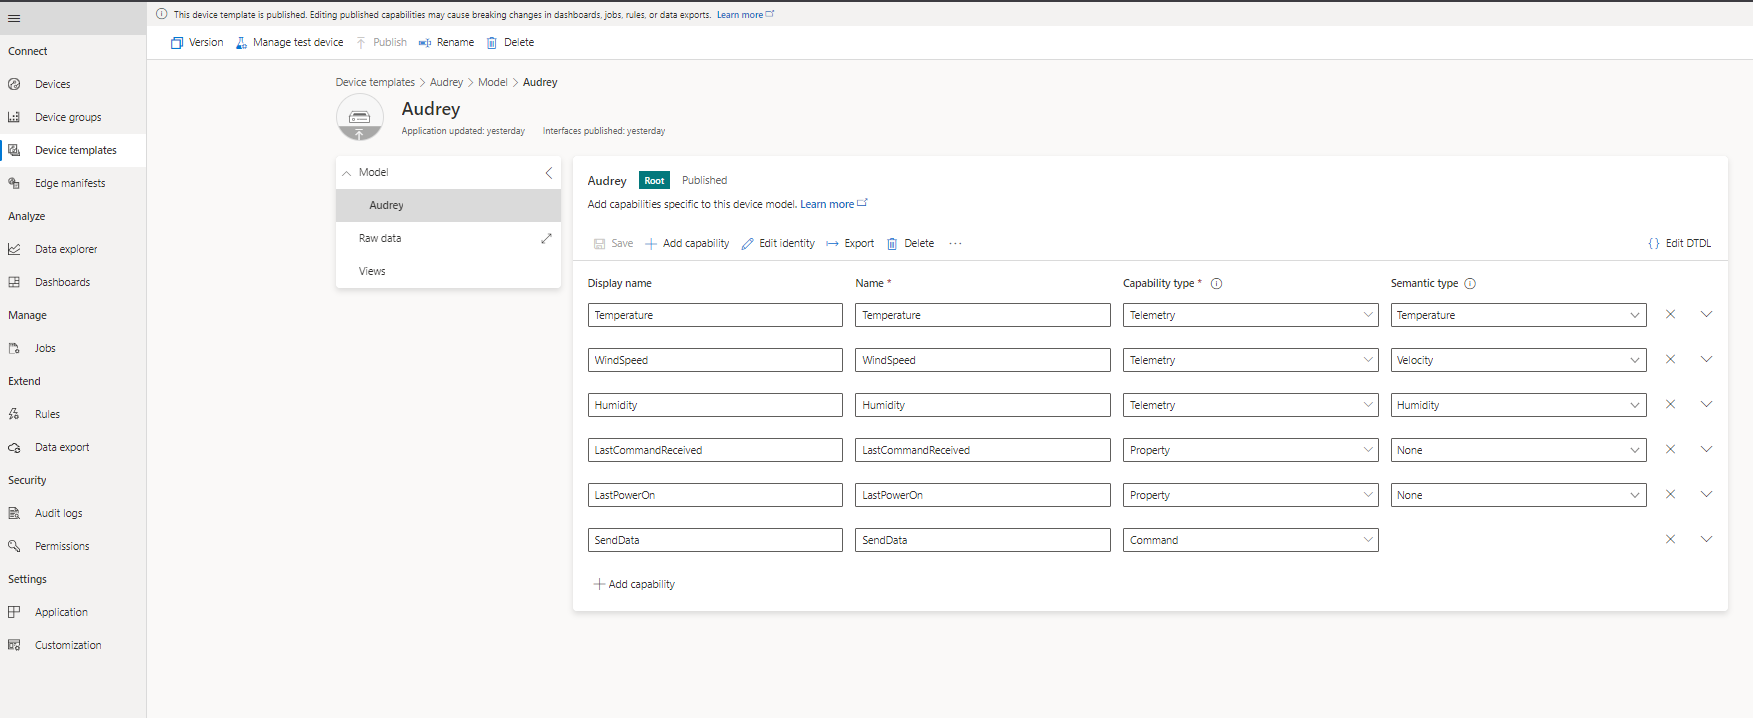 This device template is published. Editing published capabilities may cause breaking changes in dashboards, jobs, rules, or data exports. Learn more
Version Manage test device Publish Rename Delete
Connect
Devices
Device groups
Device templates
Edge manifests
Analyze
Data explorer
Dashboards
Manage
Jobs
Extend
Rules
Data export
Security
Audit logs
Permissions
Settings
Application
Customization
Device templates > Audrey > Model > Audrey
Audrey
Application updated: yesterday Interfaces published: yesterday
Model
Audrey
Raw data
Views
Audrey Root Published
Add capabilities specific to this device model. Learn more
Save Add capability Edit identity Export Delete ··· {} Edit DTDL
Display name Name * Capability type * Semantic type
Temperature Temperature Telemetry Temperature
WindSpeed WindSpeed Telemetry Velocity
Humidity Humidity Telemetry Humidity
LastCommandReceived LastCommandReceived Property None
LastPowerOn LastPowerOn Property None
SendData SendData Command
Add capability